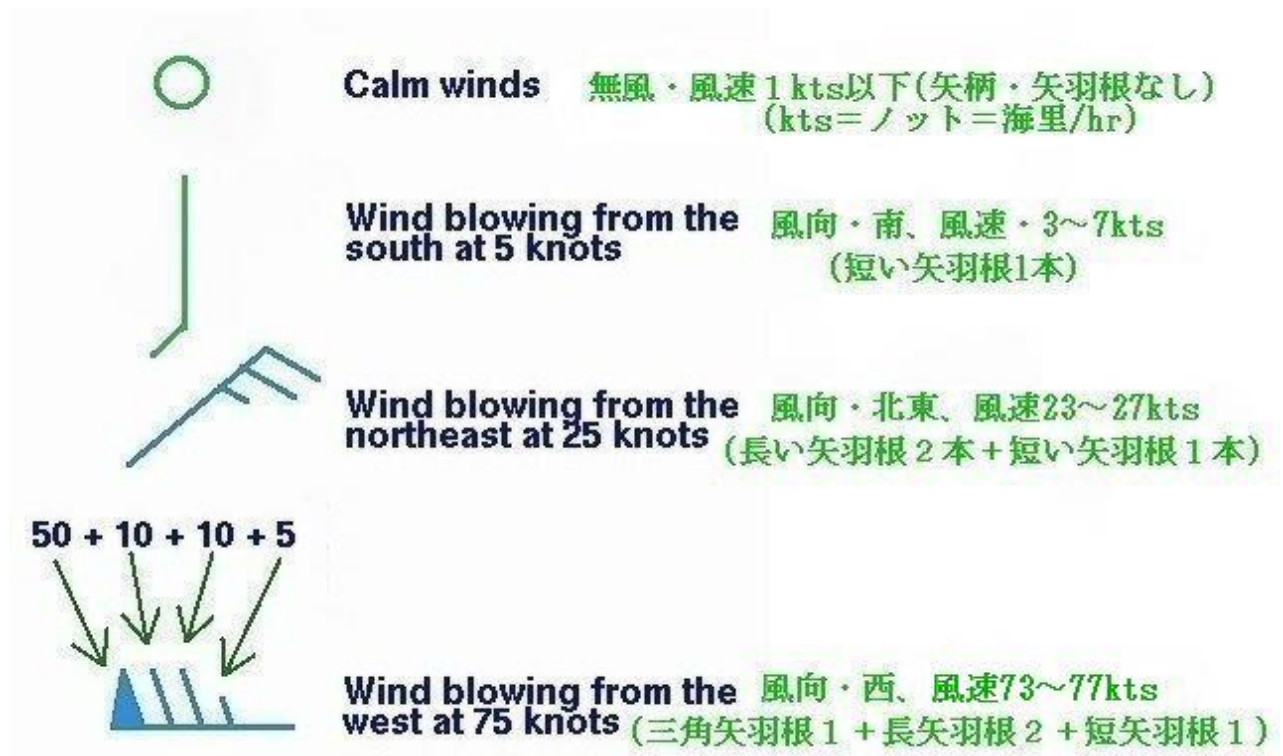 Calm winds 無風・風速1kts以下(矢柄・矢羽根なし)
(kts＝ノット＝海里/hr)
Wind blowing from the 風向・南、風速・3～7kts
south at 5 knots
(短い矢羽根1本)
Wind blowing from the 風向・北東、風速23～27kts
northeast at 25 knots (長い矢羽根２本＋短い矢羽根１本)
50 + 10 + 10 + 5
Wind blowing from the 風向・西、風速73～77kts
west at 75 knots (三角矢羽根１＋長矢羽根２＋短矢羽根１)